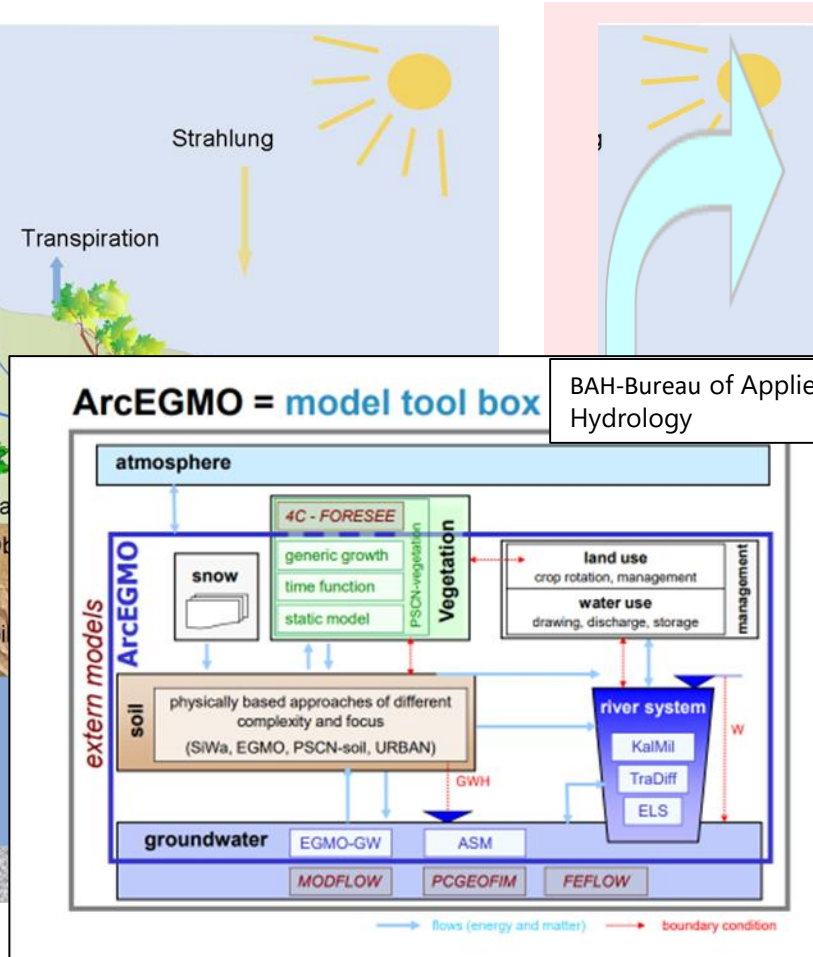 Strahlung
Transpiration
BAH-Bureau of Applie
Hydrology
ArcEGMO = model tool box
atmosphere
extern models
ArcEGMO
snow
4C - FORESEE
generic growth
time function
static model
PSCN-vegetation
Vegetation
land use
crop rotation, management
water use
drawing, discharge, storage
management
soil
physically based approaches of different
complexity and focus
(SiWa, EGMO, PSCN-soil, URBAN)
GWH
river system
KalMil
TraDiff
ELS
W
groundwater
EGMO-GW
ASM
MODFLOW
PCGEOFIM
FEFLOW
flows (energy and matter)
boundary condition